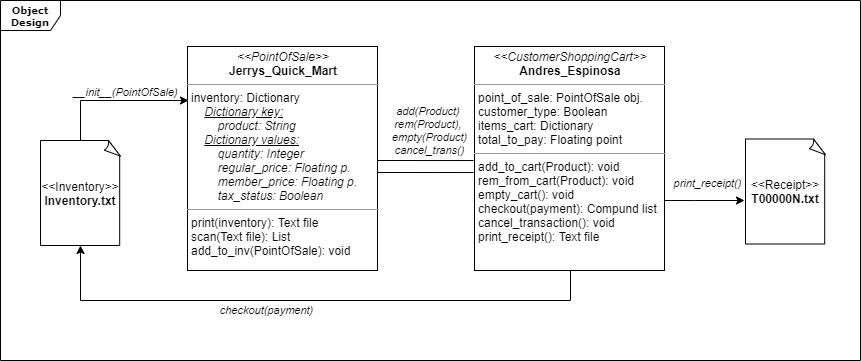 Object
Design
<<PointOfSale>>
Jerrys_Quick_Mart
<<CustomerShoppingCart>>
Andres_Espinosa
__init__(PointOfSale)
inventory: Dictionary
Dictionary key:
product: String
Dictionary values:
quantity: Integer
regular_price: Floating p.
member_price: Floating p.
tax_status: Boolean
print(inventory): Text file
scan(Text file): List
add_to_inv(PointOfSale): void
add(Product)
rem(Product),
empty(Product)
cancel_trans()
point_of_sale: PointOfSale obj.
customer_type: Boolean
items_cart: Dictionary
total_to_pay: Floating point
add_to_cart(Product): void
rem_from_cart(Product): void
empty_cart(): void
checkout(payment): Compund list
cancel_transaction(): void
print_receipt(): Text file
<<Inventory>>
Inventory.txt
print_receipt()
<<Receipt>>
T00000N.txt
checkout(payment)